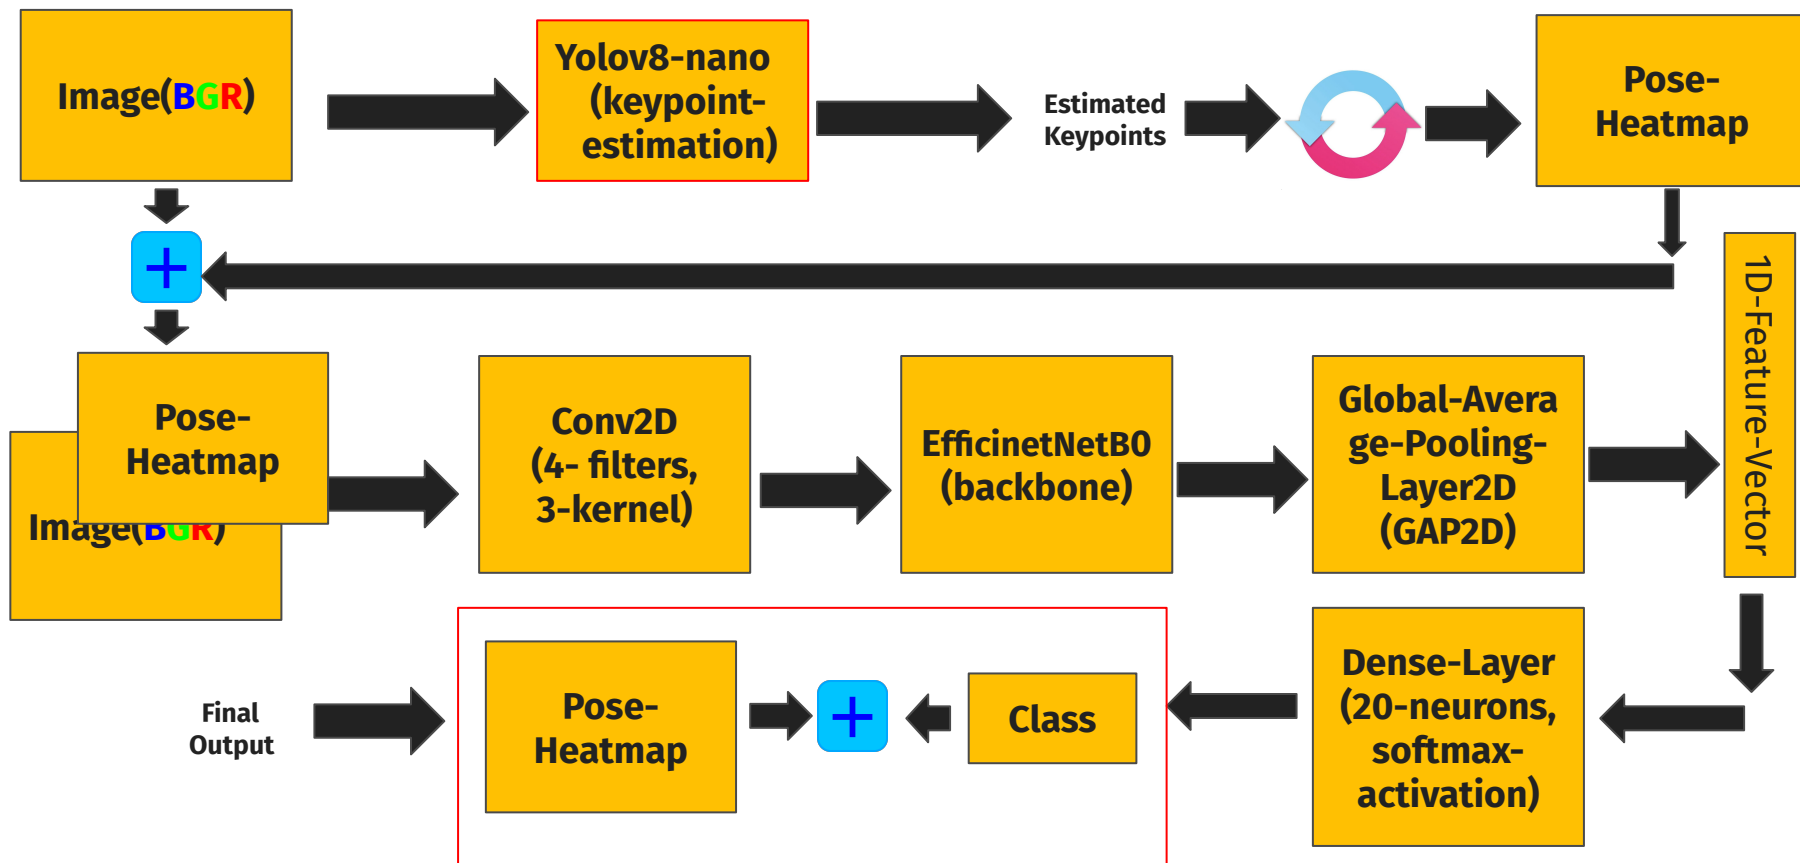 Image(BGR)
Yolov8-nano
(keypoint-
estimation)
Estimated
Keypoints
Pose-
Heatmap
+
1D-Feature-Vector
Pose-
Heatmap
Image(BGR)
Conv2D
(4- filters,
3-kernel)
EfficinetNetB0
(backbone)
Global-Avera
ge-Pooling-
Layer2D
(GAP2D)
Final
Output
Pose-
Heatmap
+
Class
Dense-Layer
(20-neurons,
softmax-
activation)